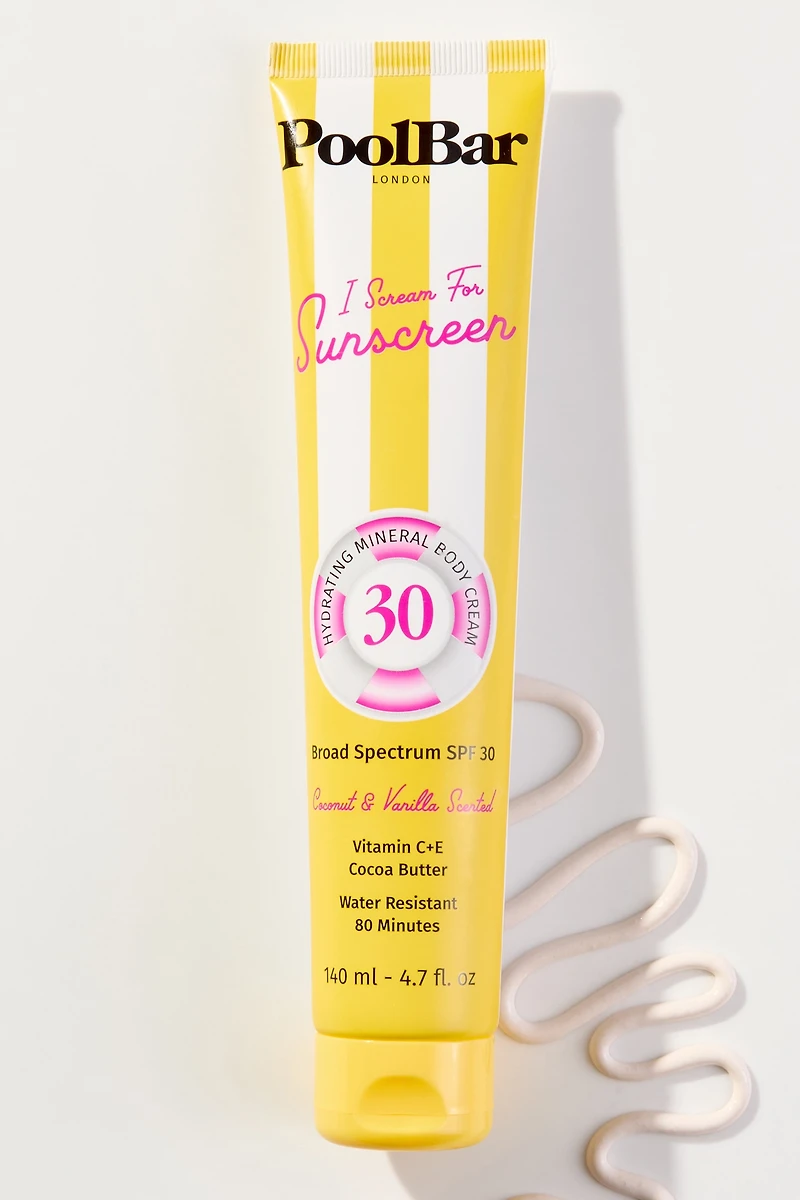 PoolBar
LONDON
I Scream For
Sunscreen
HYDRATING MINERAL BODY CREAM
30
Broad Spectrum SPF 30
Coconut & Vanilla Scented
Vitamin C+E
Cocoa Butter
Water Resistant
80 Minutes
140 ml - 4.7 fl. oz